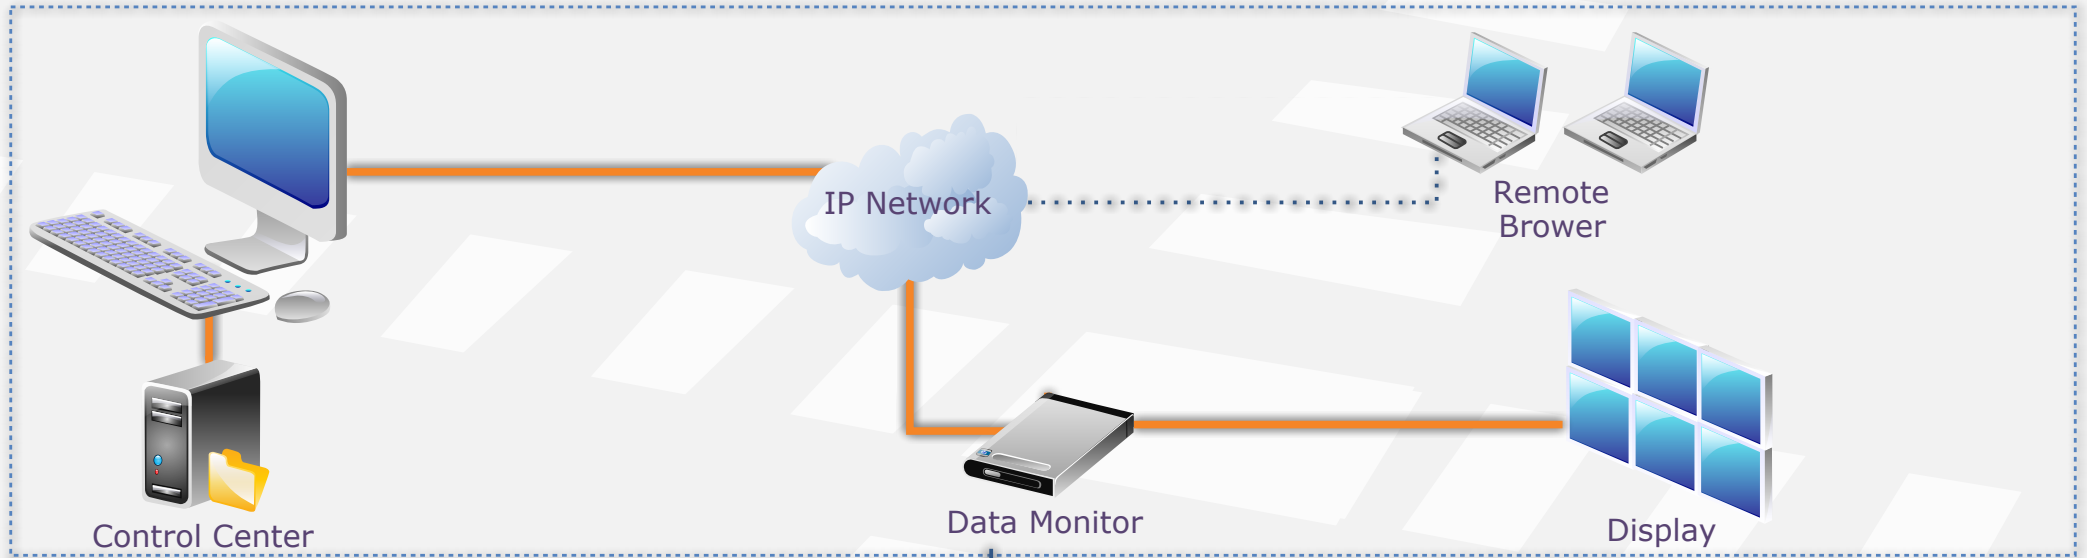 IP Network
Remote
Brower
Control Center
Data Monitor
Display